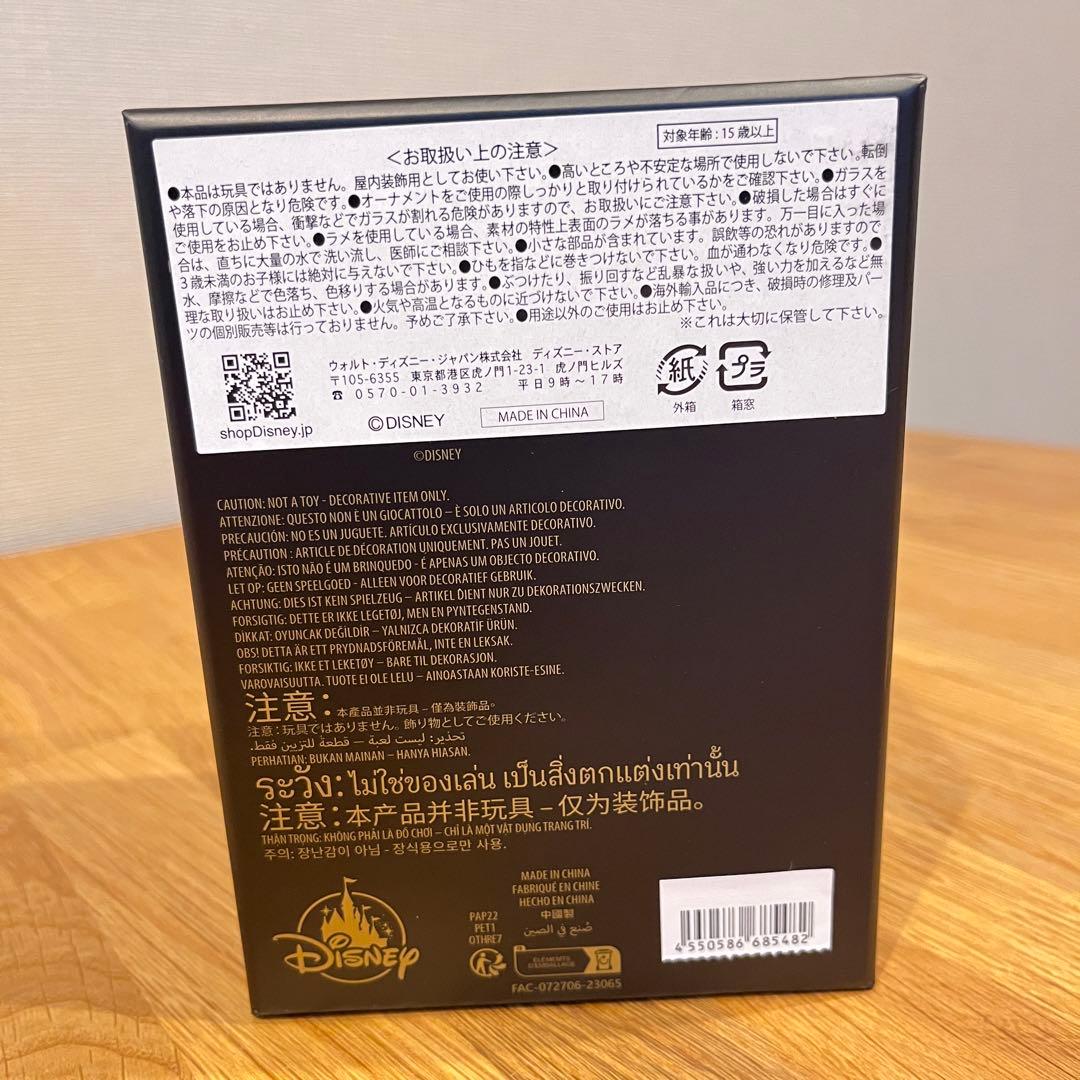 対象年齢：15歳以上
＜お取扱い上の注意＞
●本品は玩具ではありません。屋内装飾用としてお使い下さい。●高いところや不安定な場所で使用しないで下さい。転倒
や落下の原因となり危険です。●オーナメントをご使用の際しっかりと取り付けられているかをご確認下さい。●ガラスを
使用している場合、衝撃などでガラスが割れる危険がありますので、お取扱いにご注意下さい。●破損した場合はすぐに
ご使用をお止め下さい。●ラメを使用している場合、素材の特性上表面のラメが落ちる事があります。万一目に入った場
合は、直ちに大量の水で洗い流し、医師にご相談下さい。●小さな部品が含まれています。誤飲等の恐れがありますので
3歳未満のお子様には絶対に与えないで下さい。●ひもを指などに巻きつけないで下さい。血が通わなくなり危険です。●
水、摩擦などで色落ち、色移りする場合があります。●ぶつけたり、振り回すなど乱暴な扱いや、強い力を加えるなど無
理な取り扱いはお止め下さい。●火気や高温となるものに近づけないで下さい。●海外輸入品につき、破損時の修理及びパー
ツの個別販売等は行っておりません。予めご了承下さい。●用途以外のご使用はお止め下さい。
※これは大切に保管して下さい。
ウォルト・ディズニー・ジャパン株式会社 ディズニー・ストア
〒105-6355 東京都港区虎ノ門1-23-1 虎ノ門ヒルズ
☎ 0570-01-3932 平日9時～17時
紙 プラ
外箱 箱窓
shopDisney.jp
©DISNEY
MADE IN CHINA
©DISNEY
CAUTION: NOT A TOY - DECORATIVE ITEM ONLY.
ATTENZIONE: QUESTO NON È UN GIOCATTOLO – È SOLO UN ARTICOLO DECORATIVO.
PRECAUCIÓN: NO ES UN JUGUETE. ARTÍCULO EXCLUSIVAMENTE DECORATIVO.
PRÉCAUTION : ARTICLE DE DÉCORATION UNIQUEMENT. PAS UN JOUET.
ATENÇÃO: ISTO NÃO É UM BRINQUEDO - É APENAS UM OBJECTO DECORATIVO.
LET OP: GEEN SPEELGOED - ALLEEN VOOR DECORATIEF GEBRUIK.
ACHTUNG: DIES IST KEIN SPIELZEUG – ARTIKEL DIENT NUR ZU DEKORATIONSZWECKEN.
FORSIGTIG: DETTE ER IKKE LEGETØJ, MEN EN PYNTEGENSTAND.
DİKKAT: OYUNCAK DEĞİLDİR – YALNIZCA DEKORATİF ÜRÜN.
OBS! DETTA ÄR ETT PRYDNADSFÖREMÅL, INTE EN LEKSAK.
FORSIKTIG: IKKE ET LEKETØY – BARE TIL DEKORASJON.
VAROVAISUUTTA. TUOTE EI OLE LELU – AINOASTAAN KORISTE-ESINE.
注意：本產品並非玩具 – 僅為裝飾品。
注意：玩具ではありません。飾り物としてご使用ください。
تحذير: ليست لعبة — قطعة للتزيين فقط.
PERHATIAN: BUKAN MAINAN – HANYA HIASAN.
ระวัง: ไม่ใช่ของเล่น เป็นสิ่งตกแต่งเท่านั้น
注意：本产品并非玩具 – 仅为装饰品。
THẬN TRỌNG: KHÔNG PHẢI LÀ ĐỒ CHƠI – CHỈ LÀ MỘT VẬT DỤNG TRANG TRÍ.
주의: 장난감이 아님 - 장식용으로만 사용.
MADE IN CHINA
FABRIQUÉ EN CHINE
HECHO EN CHINA
中國製
صُنع في الصين
PAP22
PET1
OTHRE7
DISNEY
ÉLÉMENTS
D'EMBALLAGE
FAC-072706-23065
4 550586 685482